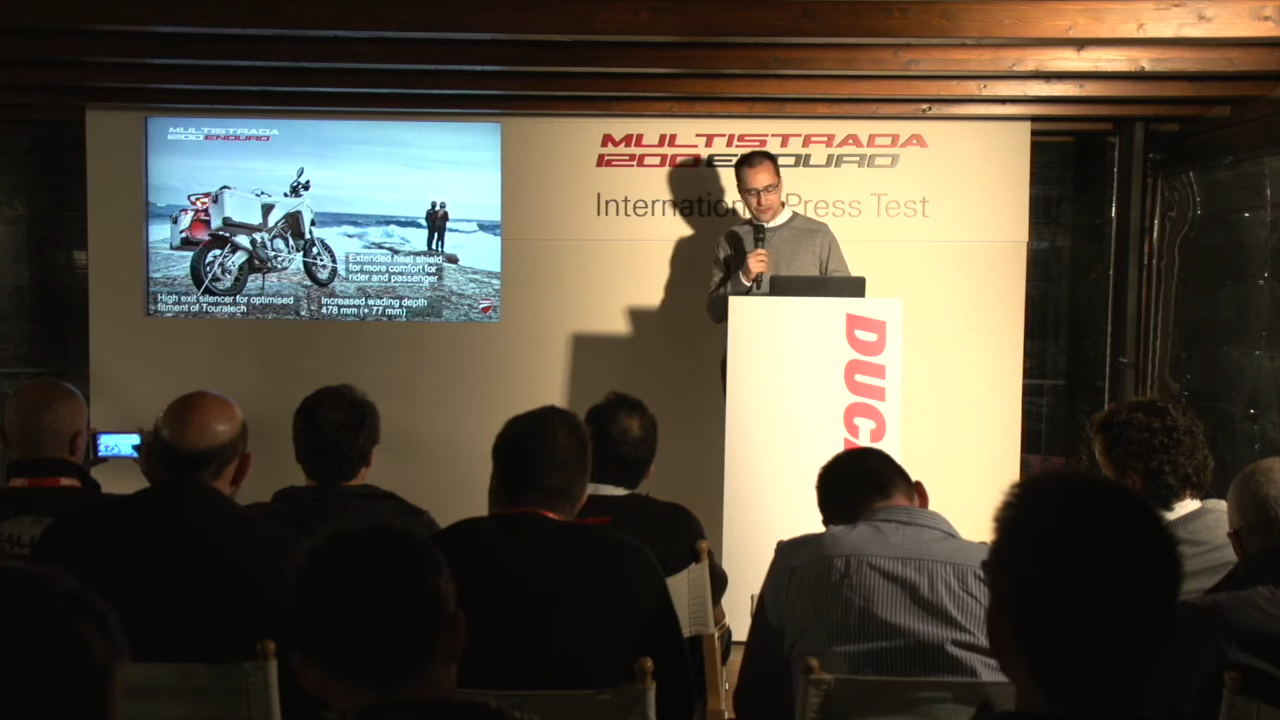 MULTISTRADA
1200 ENDURO
Extended heat shield
for more comfort for
rider and passenger
High exit silencer for optimised
fitment of Touratech
Increased wading depth
478 mm (+ 77 mm)
MULTISTRADA
1200 ENDURO
International Press Test
DUCA